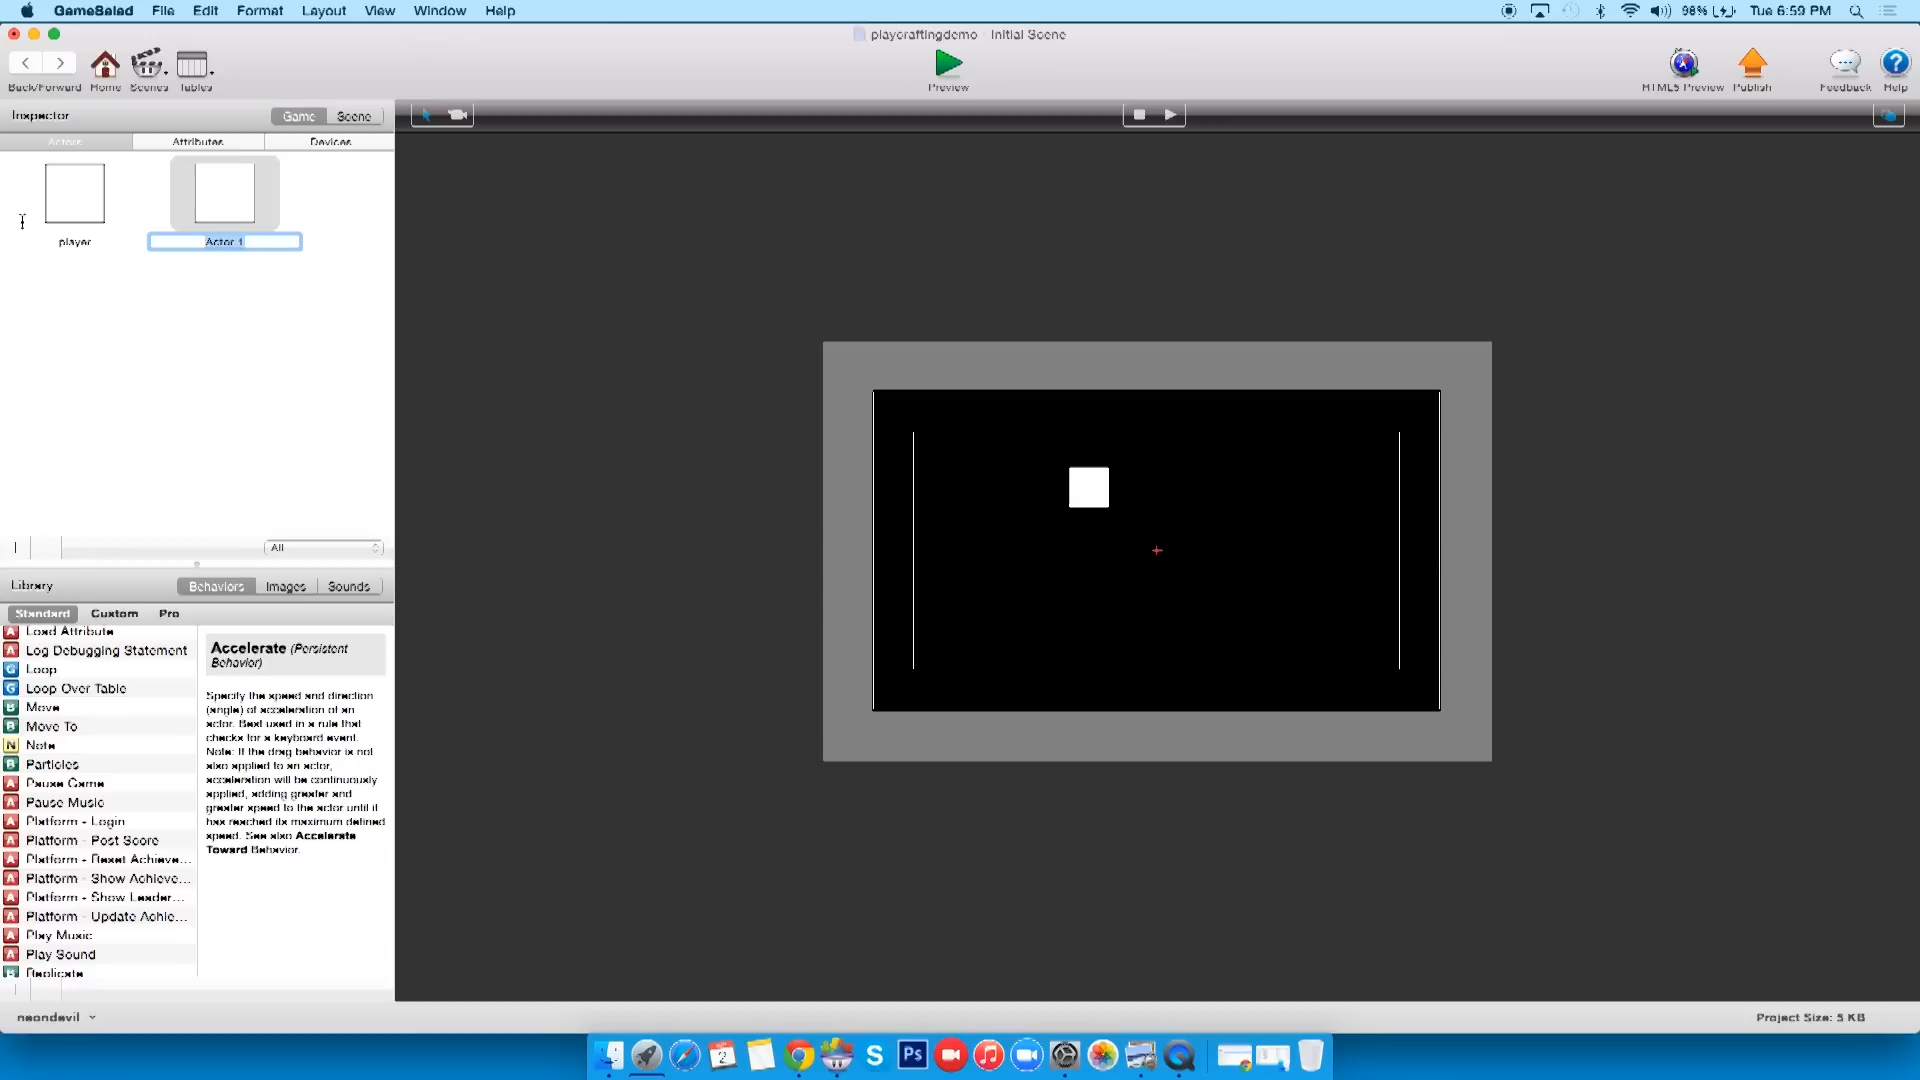 GameSalad File Edit Format Layout View Window Help 98% Tue 6:59 PM
playcraftingdemo - Initial Scene
Back/Forward Home Scenes Tables Preview HTML5 Preview Publish Feedback Help
Inspector Game Scene
Actors Attributes Devices
player Actor 1
All
Library Behaviors Images Sounds
Standard Custom Pro
Load Attribute
Log Debugging Statement
Loop
Loop Over Table
Move
Move To
Note
Particles
Pause Game
Pause Music
Platform - Login
Platform - Post Score
Platform - Reset Achieve...
Platform - Show Achieve...
Platform - Show Leader...
Platform - Update Achie...
Play Music
Play Sound
Replicate
Accelerate (Persistent
Behavior)
Specify the speed and direction
(angle) of acceleration of an
actor. Best used in a rule that
checks for a keyboard event.
Note: If the drag behavior is not
also applied to an actor,
acceleration will be continuously
applied, adding greater and
greater speed to the actor until it
has reached its maximum defined
speed. See also Accelerate
Toward Behavior.
neondevil Project Size: 5 KB
2 S Ps